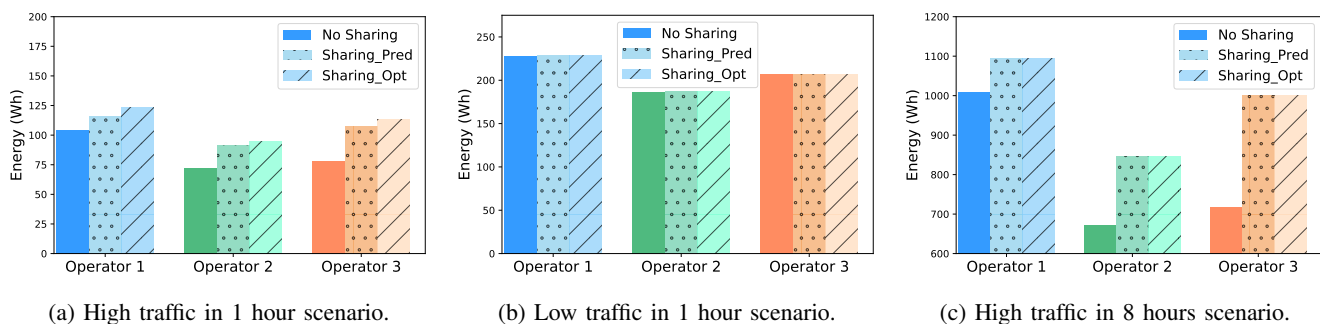 200
175
150
125
100
75
50
25
0
Energy (Wh)
No Sharing
Sharing_Pred
Sharing_Opt
Operator 1 Operator 2 Operator 3
(a) High traffic in 1 hour scenario.
250
200
150
100
50
0
Energy (Wh)
No Sharing
Sharing_Pred
Sharing_Opt
Operator 1 Operator 2 Operator 3
(b) Low traffic in 1 hour scenario.
1200
1100
1000
900
800
700
600
Energy (Wh)
No Sharing
Sharing_Pred
Sharing_Opt
Operator 1 Operator 2 Operator 3
(c) High traffic in 8 hours scenario.